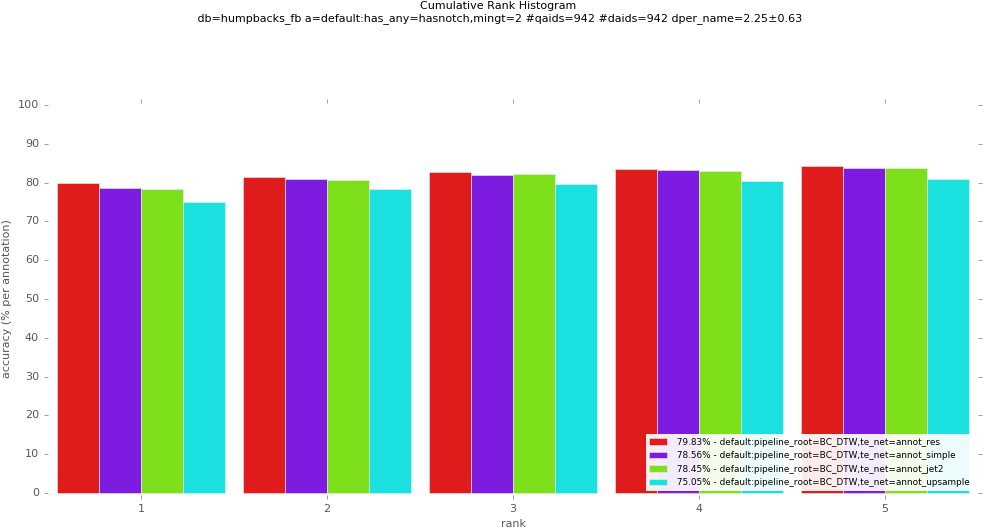 Cumulative Rank Histogram
db=humpbacks_fb a=default:has_any=hasnotch,mingt=2 #qaids=942 #daids=942 dper_name=2.25±0.63
100
90
80
70
60
50
40
30
20
10
0
accuracy (% per annotation)
79.83% - default:pipeline_root=BC_DTW,te_net=annot_res
78.56% - default:pipeline_root=BC_DTW,te_net=annot_simple
78.45% - default:pipeline_root=BC_DTW,te_net=annot_jet2
75.05% - default:pipeline_root=BC_DTW,te_net=annot_upsample
1 2 3 4 5
rank